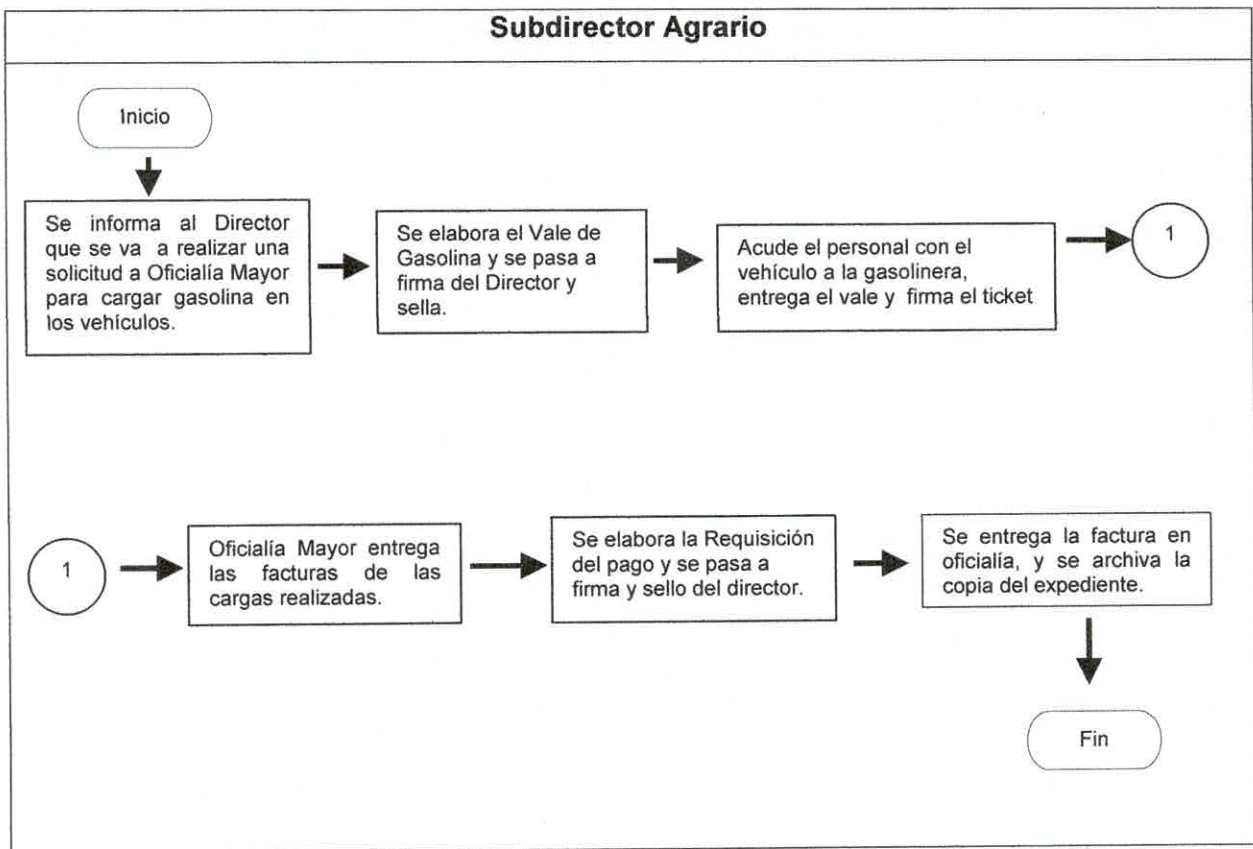 Subdirector Agrario
Inicio
Se informa al Director
que se va a realizar una
solicitud a Oficialía Mayor
para cargar gasolina en
los vehículos.
Se elabora el Vale de
Gasolina y se pasa a
firma del Director y
sella.
Acude el personal con el
vehículo a la gasolinera,
entrega el vale y firma el ticket
1
1
Oficialía Mayor entrega
las facturas de las
cargas realizadas.
Se elabora la Requisición
del pago y se pasa a
firma y sello del director.
Se entrega la factura en
oficialía, y se archiva la
copia del expediente.
Fin